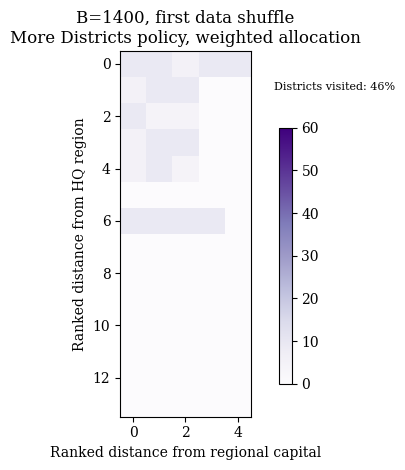 B=1400, first data shuffle
More Districts policy, weighted allocation
Districts visited: 46%
Ranked distance from HQ region
0
2
4
6
8
10
12
0 2 4
Ranked distance from regional capital
60
50
40
30
20
10
0